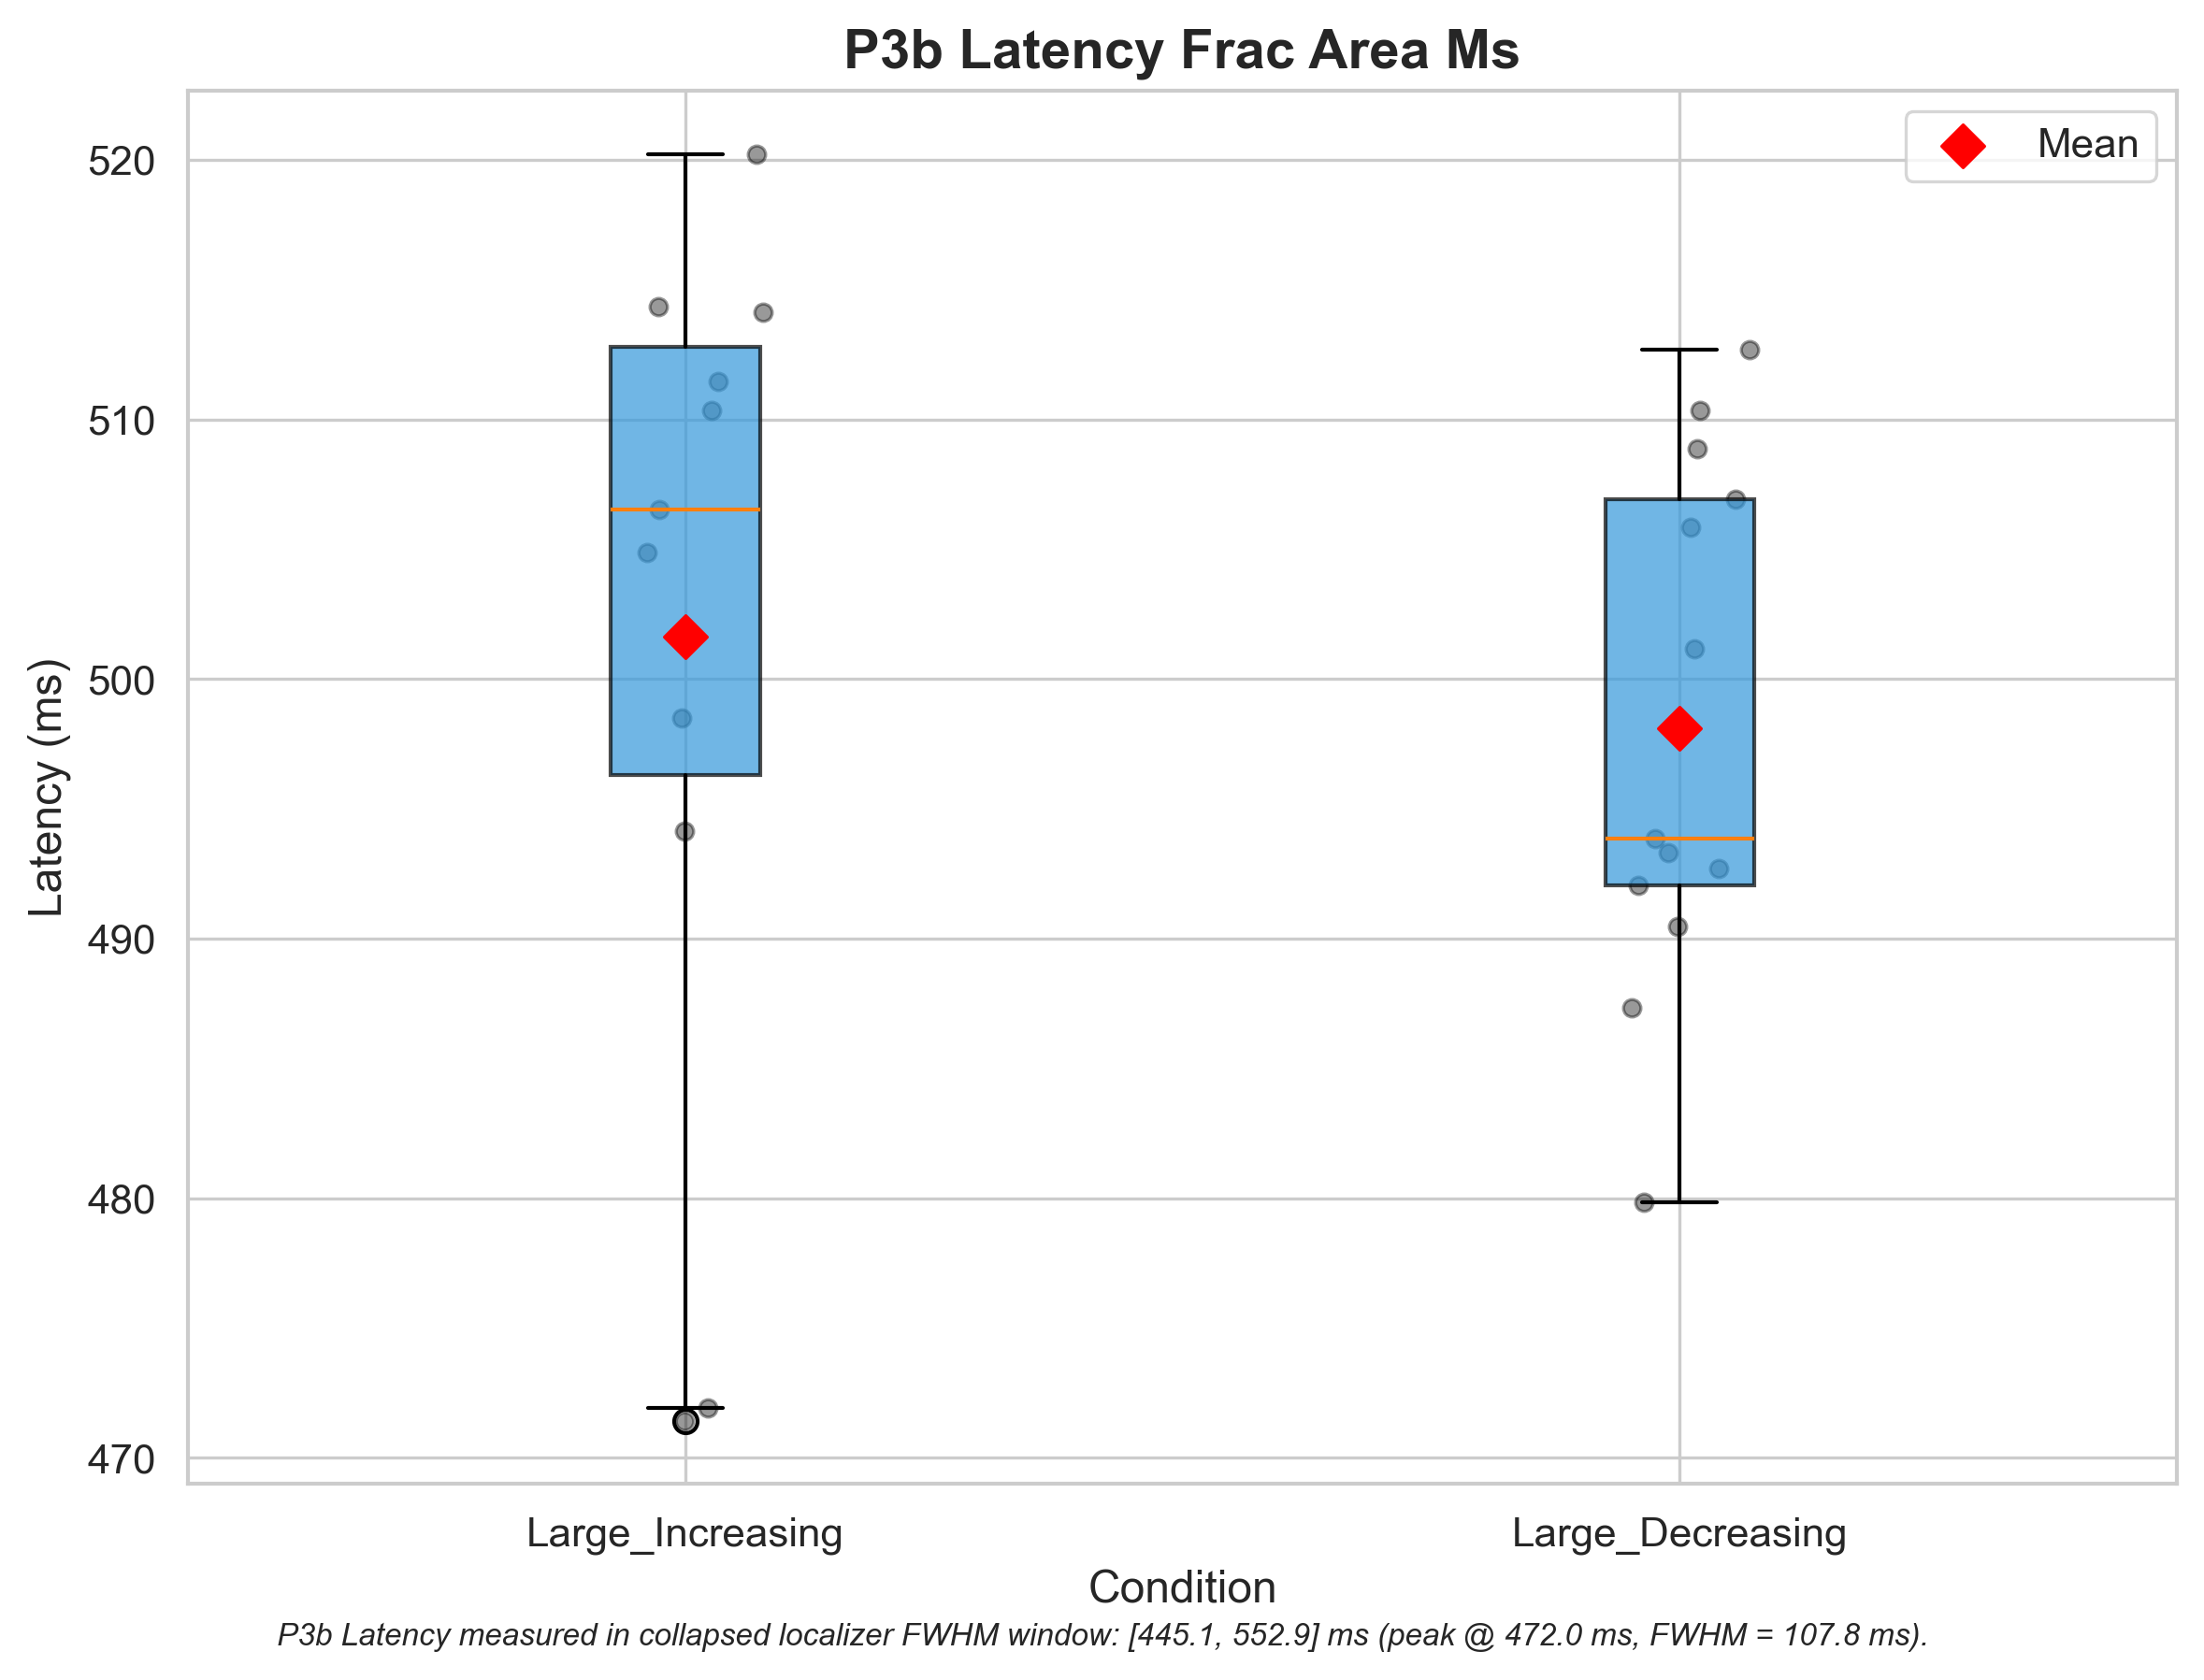 P3b Latency Frac Area Ms
Mean
520
510
500
490
480
470
Latency (ms)
Large_Increasing
Large_Decreasing
Condition
P3b Latency measured in collapsed localizer FWHM window: [445.1, 552.9] ms (peak @ 472.0 ms, FWHM = 107.8 ms).